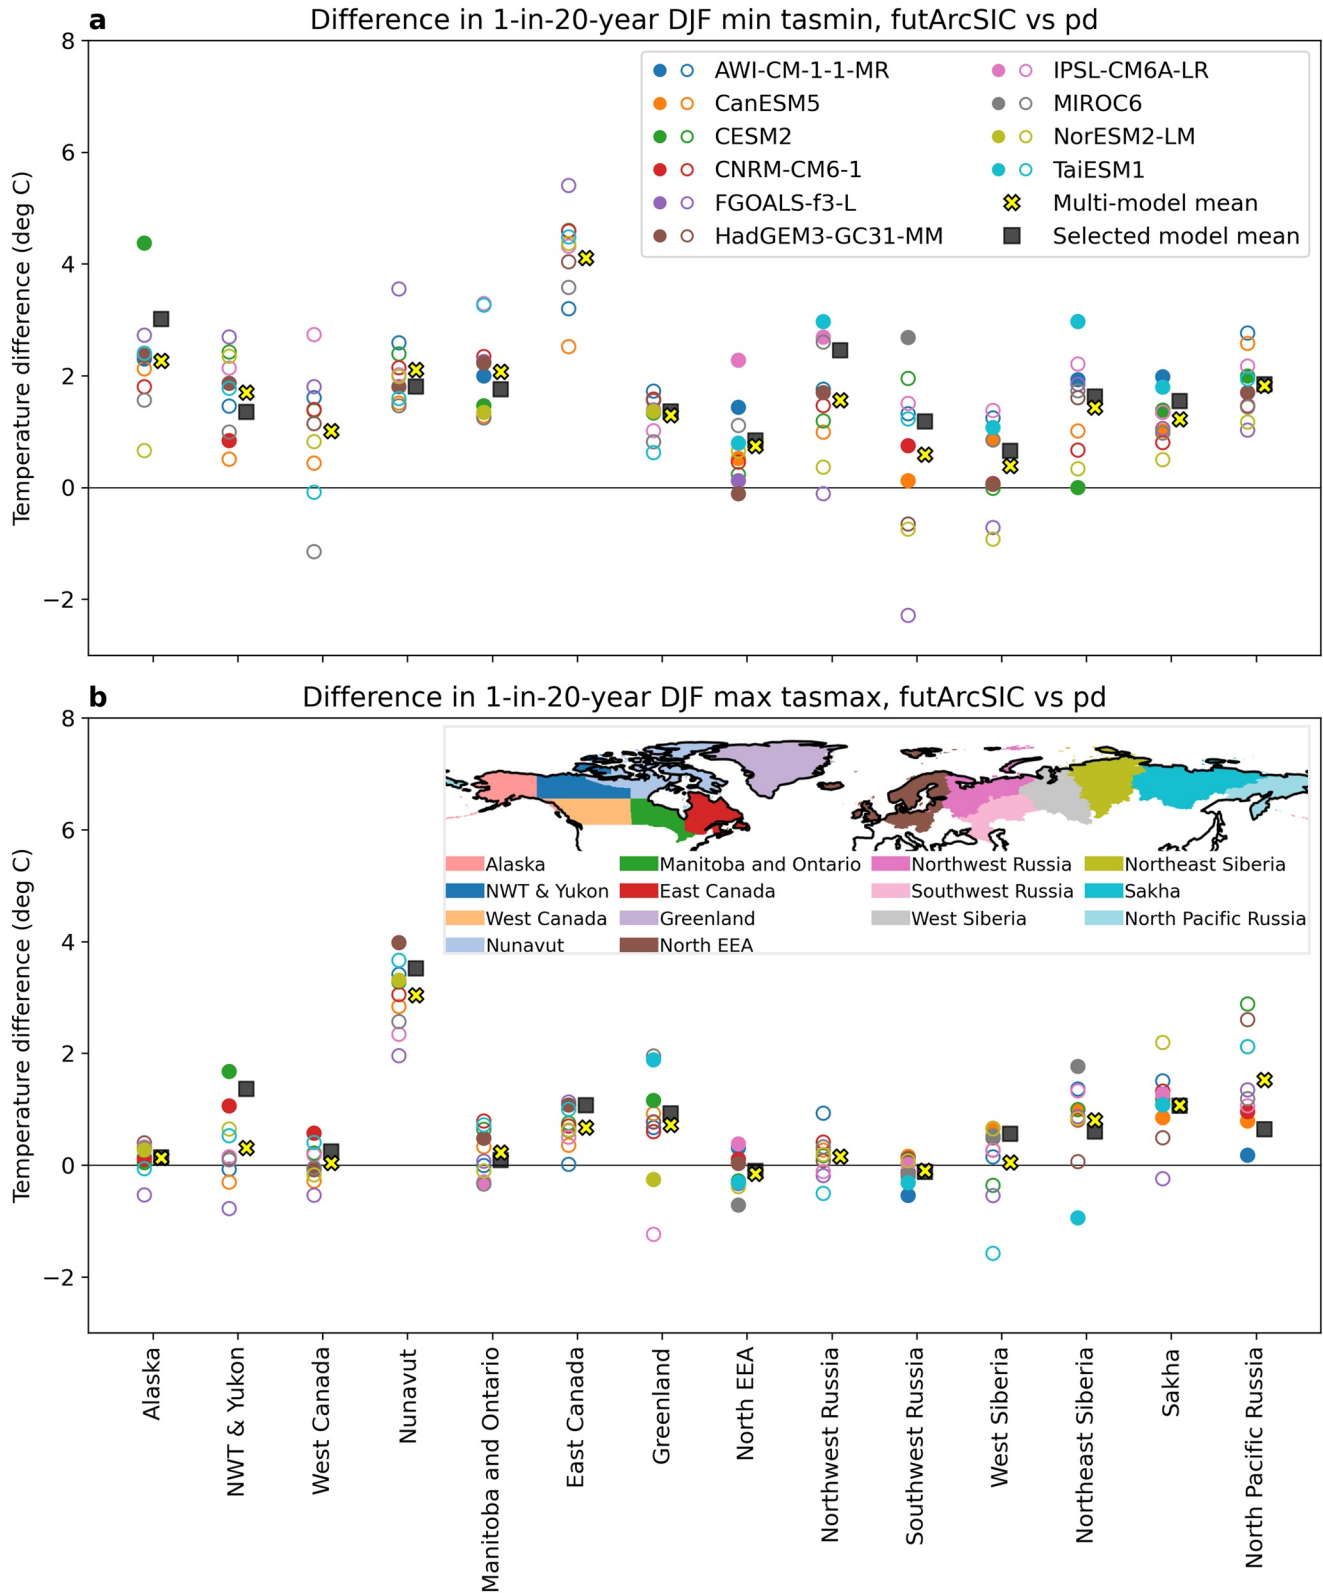 a Difference in 1-in-20-year DJF min tasmin, futArcSIC vs pd
Temperature difference (deg C)
8
6
4
2
0
−2
AWI-CM-1-1-MR
CanESM5
CESM2
CNRM-CM6-1
FGOALS-f3-L
HadGEM3-GC31-MM
IPSL-CM6A-LR
MIROC6
NorESM2-LM
TaiESM1
Multi-model mean
Selected model mean
b Difference in 1-in-20-year DJF max tasmax, futArcSIC vs pd
Temperature difference (deg C)
8
6
4
2
0
−2
Alaska
NWT & Yukon
West Canada
Nunavut
Manitoba and Ontario
East Canada
Greenland
North EEA
Northwest Russia
Southwest Russia
West Siberia
Northeast Siberia
Sakha
North Pacific Russia
Alaska
NWT & Yukon
West Canada
Nunavut
Manitoba and Ontario
East Canada
Greenland
North EEA
Northwest Russia
Southwest Russia
West Siberia
Northeast Siberia
Sakha
North Pacific Russia